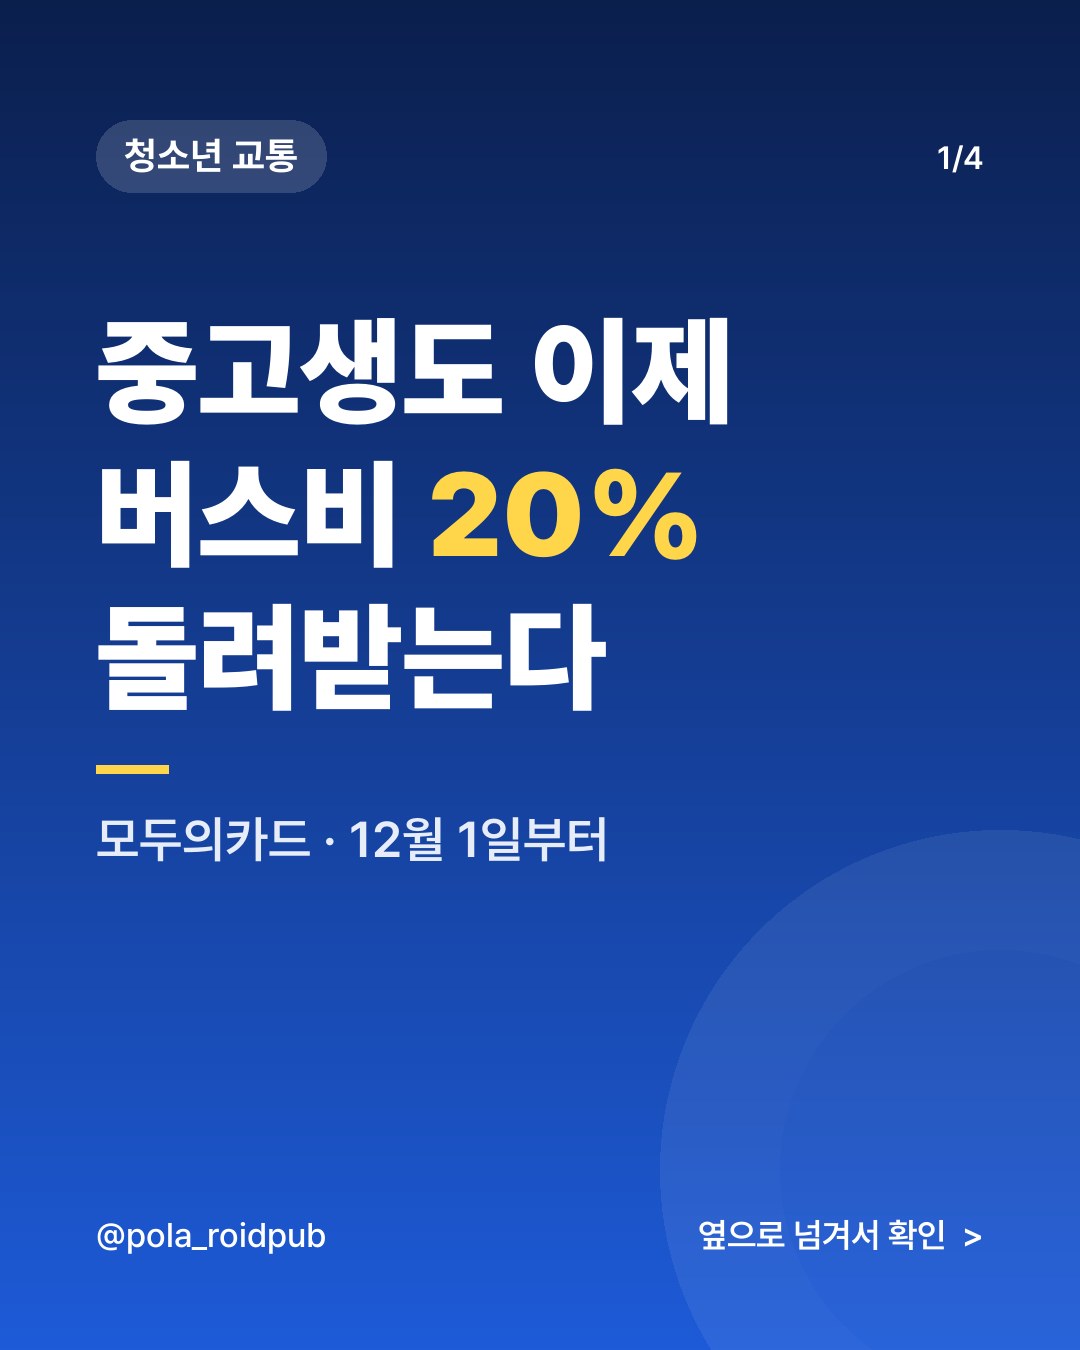 청소년 교통
1/4
중고생도 이제
버스비 20%
돌려받는다
모두의카드 · 12월 1일부터
@pola_roidpub
옆으로 넘겨서 확인 >